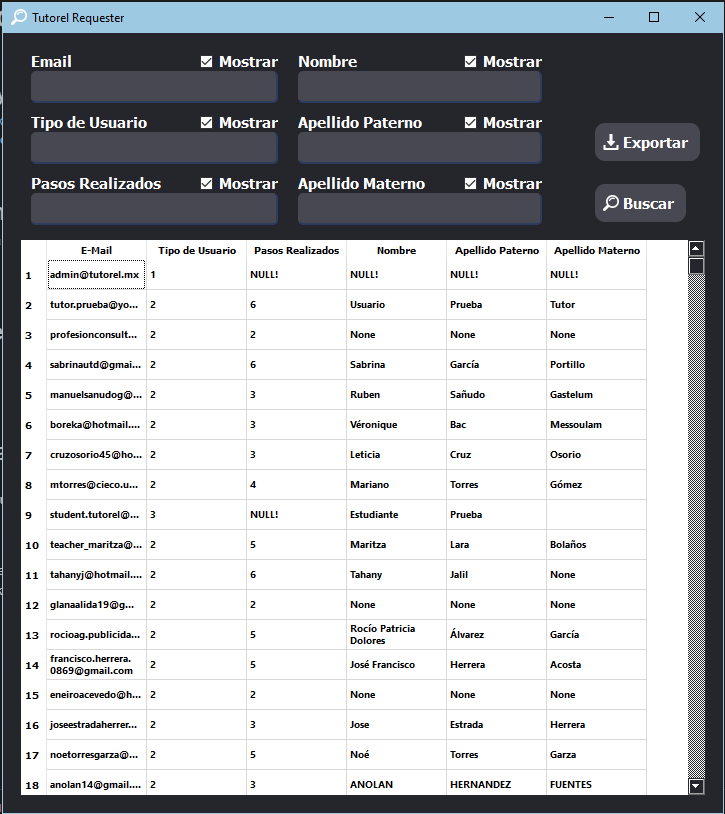 Tutorel Requester
Email Mostrar Nombre Mostrar
Tipo de Usuario Mostrar Apellido Paterno Mostrar
Exportar
Pasos Realizados Mostrar Apellido Materno Mostrar
Buscar
E-Mail Tipo de Usuario Pasos Realizados Nombre Apellido Paterno Apellido Materno
1 admin@tutorel.mx 1 NULL! NULL! NULL! NULL!
2 tutor.prueba@yo... 2 6 Usuario Prueba Tutor
3 profesionconsult... 2 2 None None None
4 sabrinautd@gmai... 2 6 Sabrina García Portillo
5 manuelsanudog@... 2 3 Ruben Sañudo Gastelum
6 boreka@hotmail.... 2 3 Véronique Bac Messoulam
7 cruzosorio45@ho... 2 3 Leticia Cruz Osorio
8 mtorres@cieco.u... 2 4 Mariano Torres Gómez
9 student.tutorel@... 3 NULL! Estudiante Prueba
10 teacher_maritza@... 2 5 Maritza Lara Bolaños
11 tahanyj@hotmail.... 2 6 Tahany Jalil None
12 glanaalida19@g... 2 2 None None None
13 rocioag.publicida... 2 5 Rocío Patricia Dolores Álvarez García
14 francisco.herrera.0869@gmail.com 2 5 José Francisco Herrera Acosta
15 eneiroacevedo@h... 2 2 None None None
16 joseestradaherrer... 2 3 Jose Estrada Herrera
17 noetorresgarza@... 2 5 Noé Torres Garza
18 anolan14@gmail.... 2 3 ANOLAN HERNANDEZ FUENTES